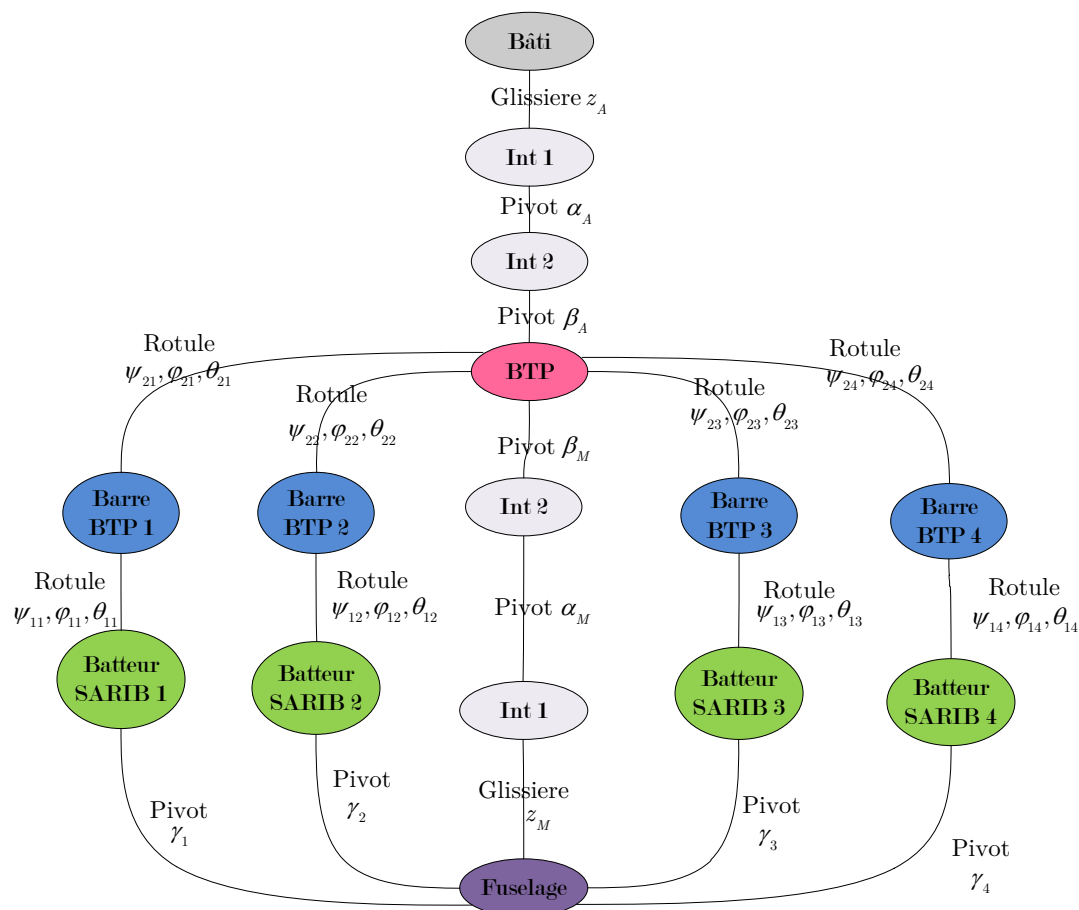 Bâti
Glissiere z_A
Int 1
Pivot α_A
Int 2
Pivot β_A
BTP
Rotule
ψ_21, φ_21, θ_21
Rotule
ψ_22, φ_22, θ_22
Rotule
ψ_23, φ_23, θ_23
Rotule
ψ_24, φ_24, θ_24
Pivot β_M
Barre
BTP 1
Barre
BTP 2
Int 2
Barre
BTP 3
Barre
BTP 4
Rotule
ψ_11, φ_11, θ_11
Rotule
ψ_12, φ_12, θ_12
Pivot α_M
Rotule
ψ_13, φ_13, θ_13
Rotule
ψ_14, φ_14, θ_14
Batteur
SARIB 1
Batteur
SARIB 2
Int 1
Batteur
SARIB 3
Batteur
SARIB 4
Pivot
γ_1
Pivot
γ_2
Glissiere
z_M
Pivot
γ_3
Pivot
γ_4
Fuselage